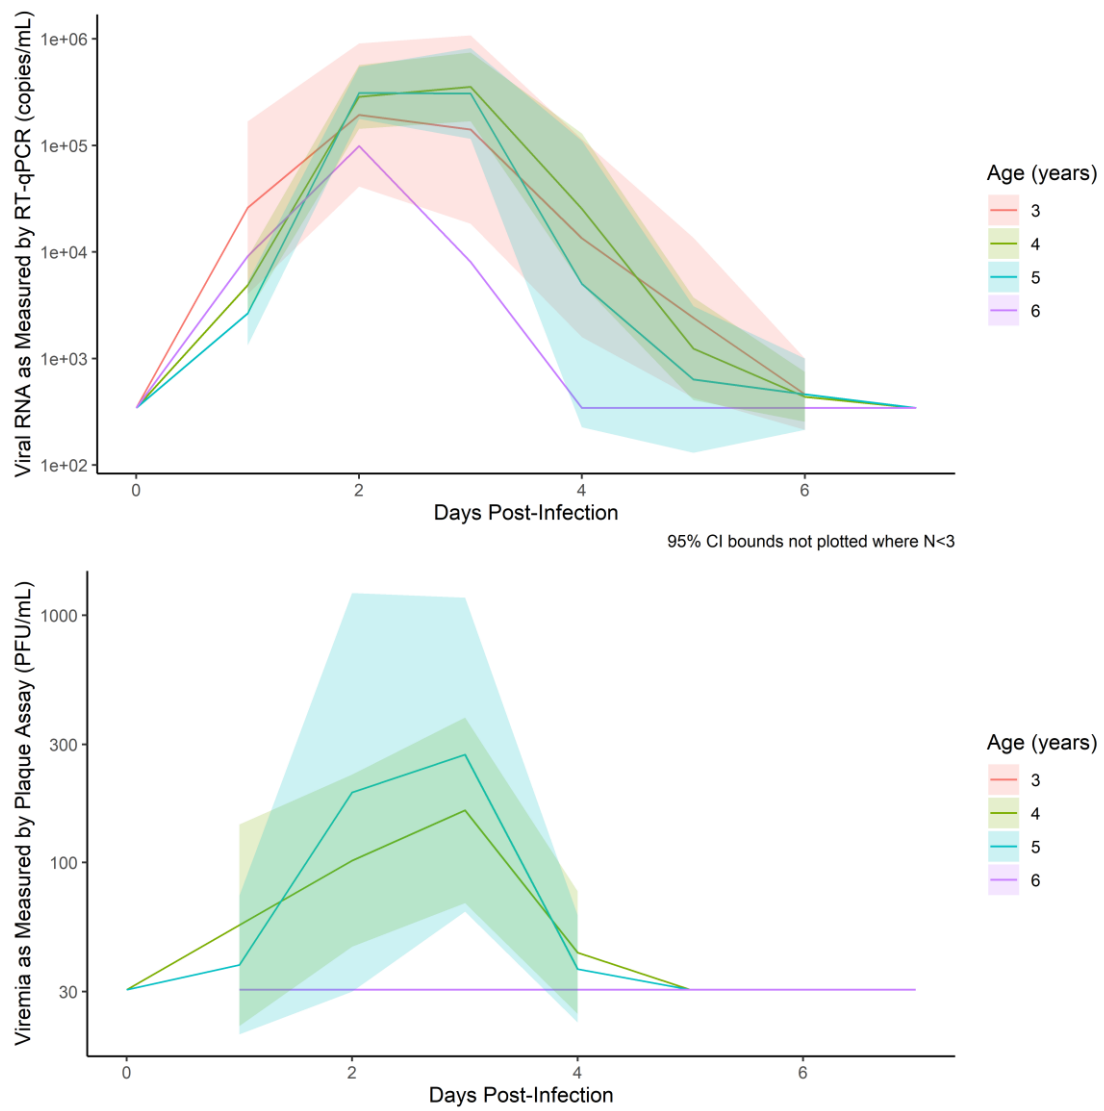 Viral RNA as Measured by RT-qPCR (copies/mL)
1e+06
1e+05
1e+04
1e+03
1e+02
0 2 4 6
Days Post-Infection
95% CI bounds not plotted where N<3
Age (years)
3
4
5
6
Viremia as Measured by Plaque Assay (PFU/mL)
1000
300
100
30
0 2 4 6
Days Post-Infection
Age (years)
3
4
5
6